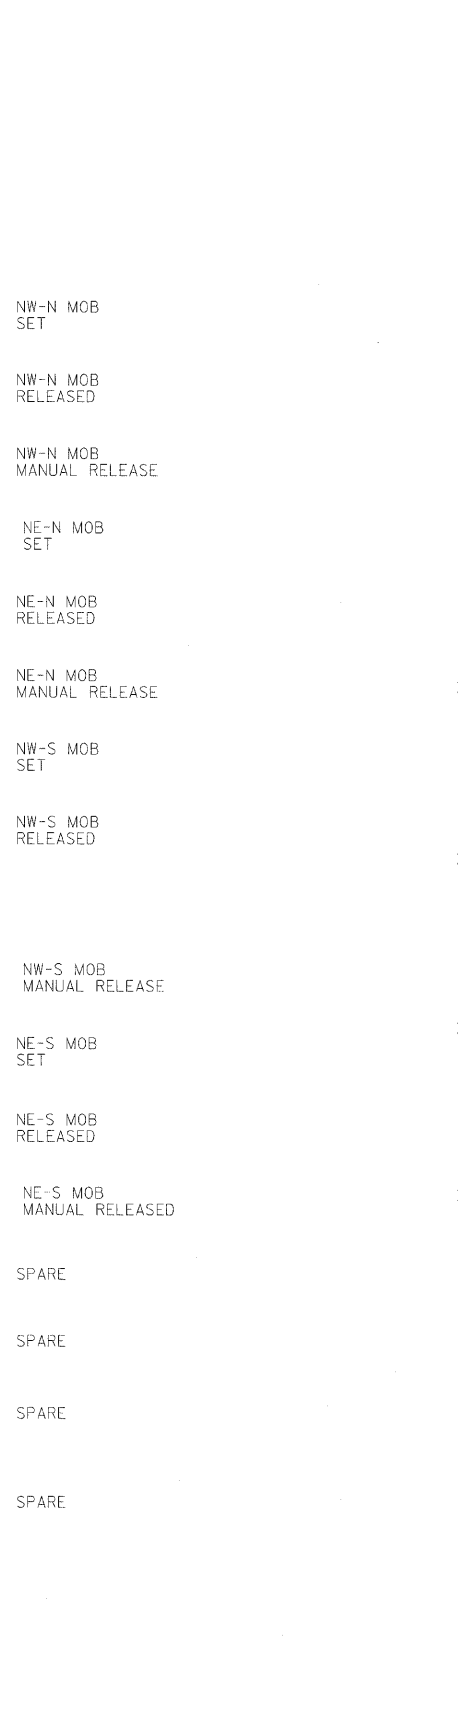 NW-N MOB
SET
NW-N MOB
RELEASED
NW-N MOB
MANUAL RELEASE
NE-N MOB
SET
NE-N MOB
RELEASED
NE-N MOB
MANUAL RELEASE
NW-S MOB
SET
NW-S MOB
RELEASED
NW-S MOB
MANUAL RELEASE
NE-S MOB
SET
NE-S MOB
RELEASED
NE-S MOB
MANUAL RELEASED
SPARE
SPARE
SPARE
SPARE